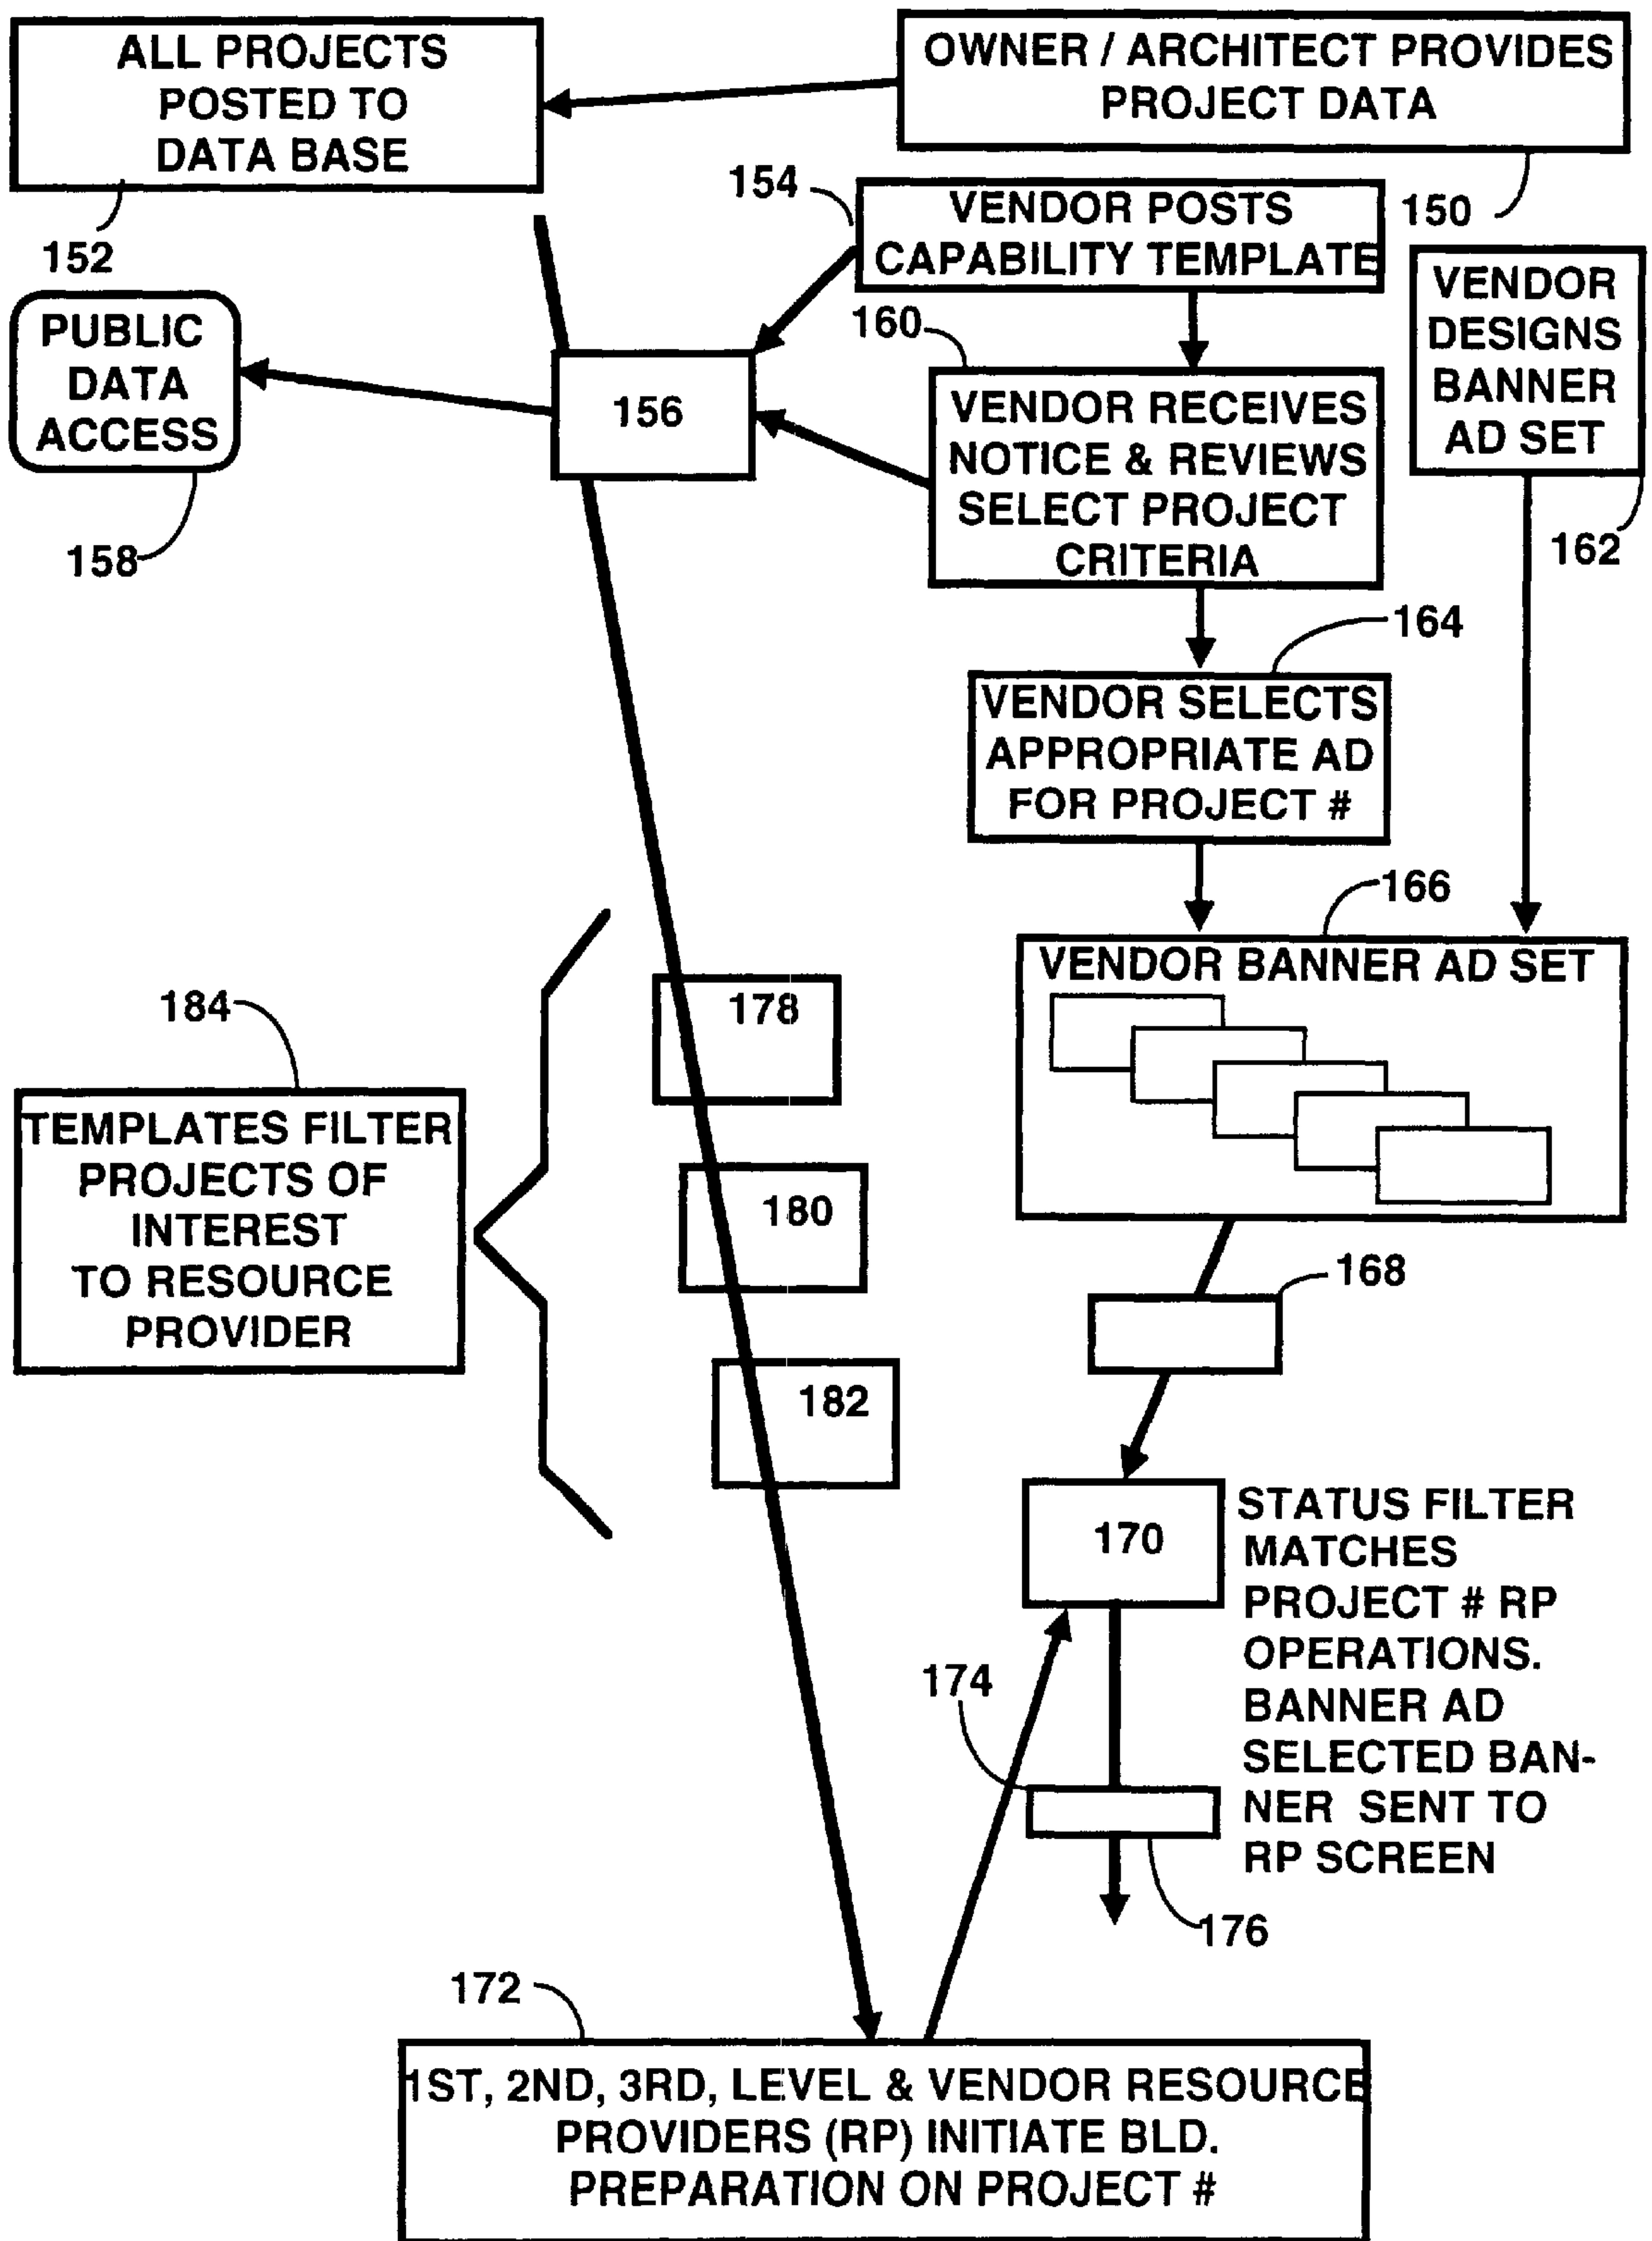 ALL PROJECTS
POSTED TO
DATA BASE
OWNER / ARCHITECT PROVIDES
PROJECT DATA
152
150
154
VENDOR POSTS
CAPABILITY TEMPLATE
VENDOR
DESIGNS
BANNER
AD SET
162
PUBLIC
DATA
ACCESS
158
156
160
VENDOR RECEIVES
NOTICE & REVIEWS
SELECT PROJECT
CRITERIA
164
VENDOR SELECTS
APPROPRIATE AD
FOR PROJECT #
166
VENDOR BANNER AD SET
184
TEMPLATES FILTER
PROJECTS OF
INTEREST
TO RESOURCE
PROVIDER
178
180
182
168
170
STATUS FILTER
MATCHES
PROJECT # RP
OPERATIONS.
BANNER AD
SELECTED BAN-
NER SENT TO
RP SCREEN
174
176
172
1ST, 2ND, 3RD, LEVEL & VENDOR RESOURCE
PROVIDERS (RP) INITIATE BLD.
PREPARATION ON PROJECT #